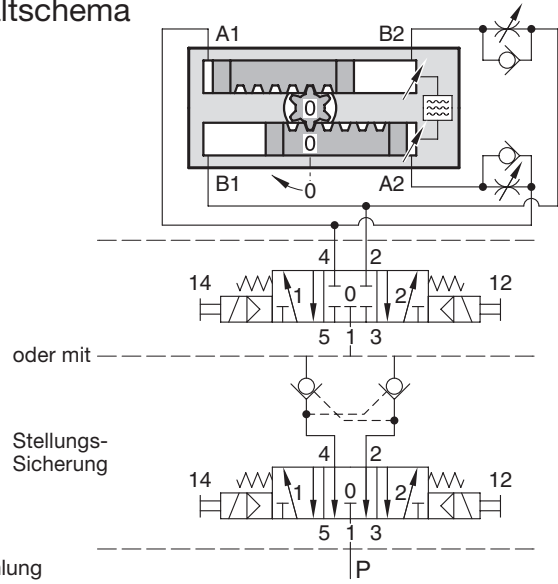 ltschema
A1 B2
0
0
B1 0 A2
4 2
14 1 0 2 12
5 1 3
oder mit
Stellungs-
Sicherung
4 2
14 1 0 2 12
5 1 3
lung
P